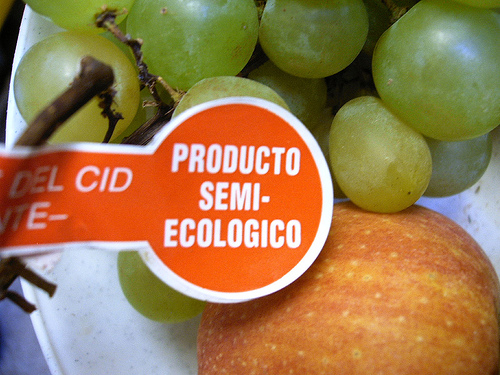 DEL CID
NTE–
PRODUCTO
SEMI-
ECOLOGICO